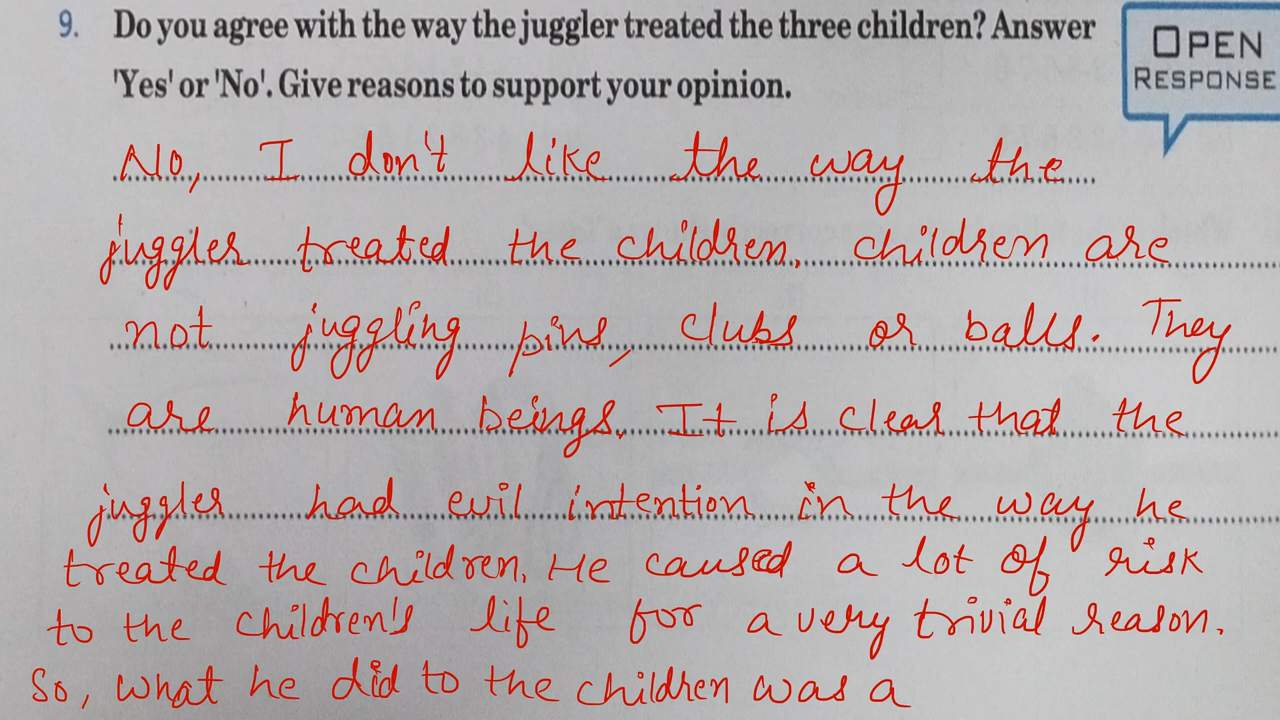 9. Do you agree with the way the juggler treated the three children? Answer
'Yes' or 'No'. Give reasons to support your opinion.
OPEN
RESPONSE
No, I don't like the way the
juggler treated the children. children are
not juggling pins, clubs or balls. They
are human beings. It is clear that the
juggler had evil intention in the way he
treated the children. He caused a lot of risk
to the children's life for a very trivial reason.
So, what he did to the children was a